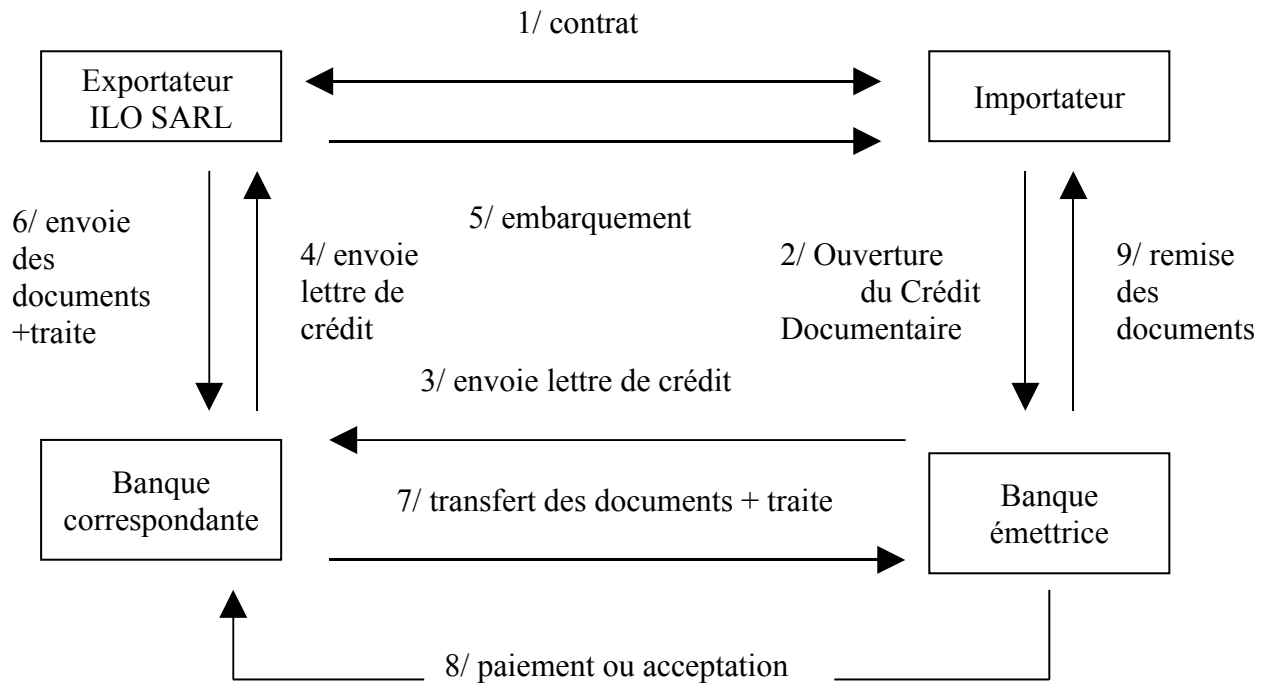 1/ contrat
Exportateur
ILO SARL
Importateur
6/ envoie
des
documents
+traite
4/ envoie
lettre de
crédit
5/ embarquement
2/ Ouverture
du Crédit
Documentaire
9/ remise
des
documents
3/ envoie lettre de crédit
Banque
correspondante
7/ transfert des documents + traite
Banque
émettrice
8/ paiement ou acceptation